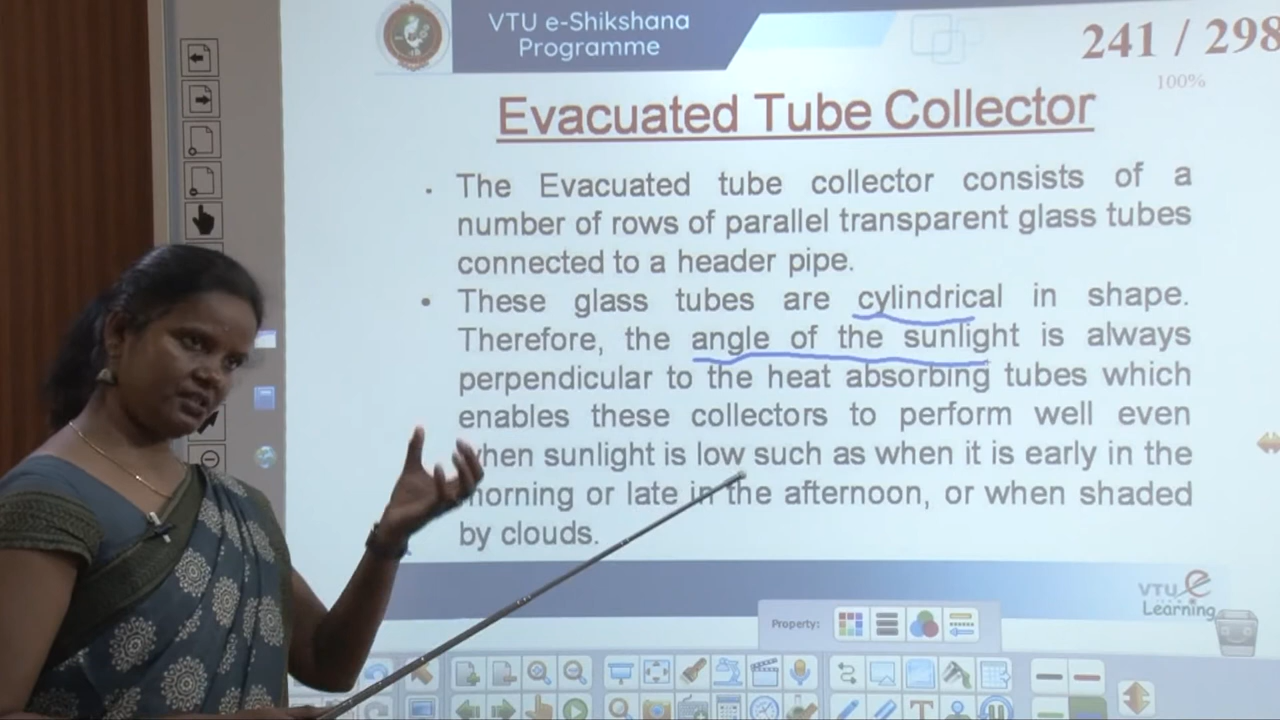 VTU e-Shikshana
Programme
241 / 298
100%
Evacuated Tube Collector
• The Evacuated tube collector consists of a
number of rows of parallel transparent glass tubes
connected to a header pipe.
• These glass tubes are cylindrical in shape.
Therefore, the angle of the sunlight is always
perpendicular to the heat absorbing tubes which
enables these collectors to perform well even
when sunlight is low such as when it is early in the
morning or late in the afternoon, or when shaded
by clouds.
VTU e
Learning
Property: